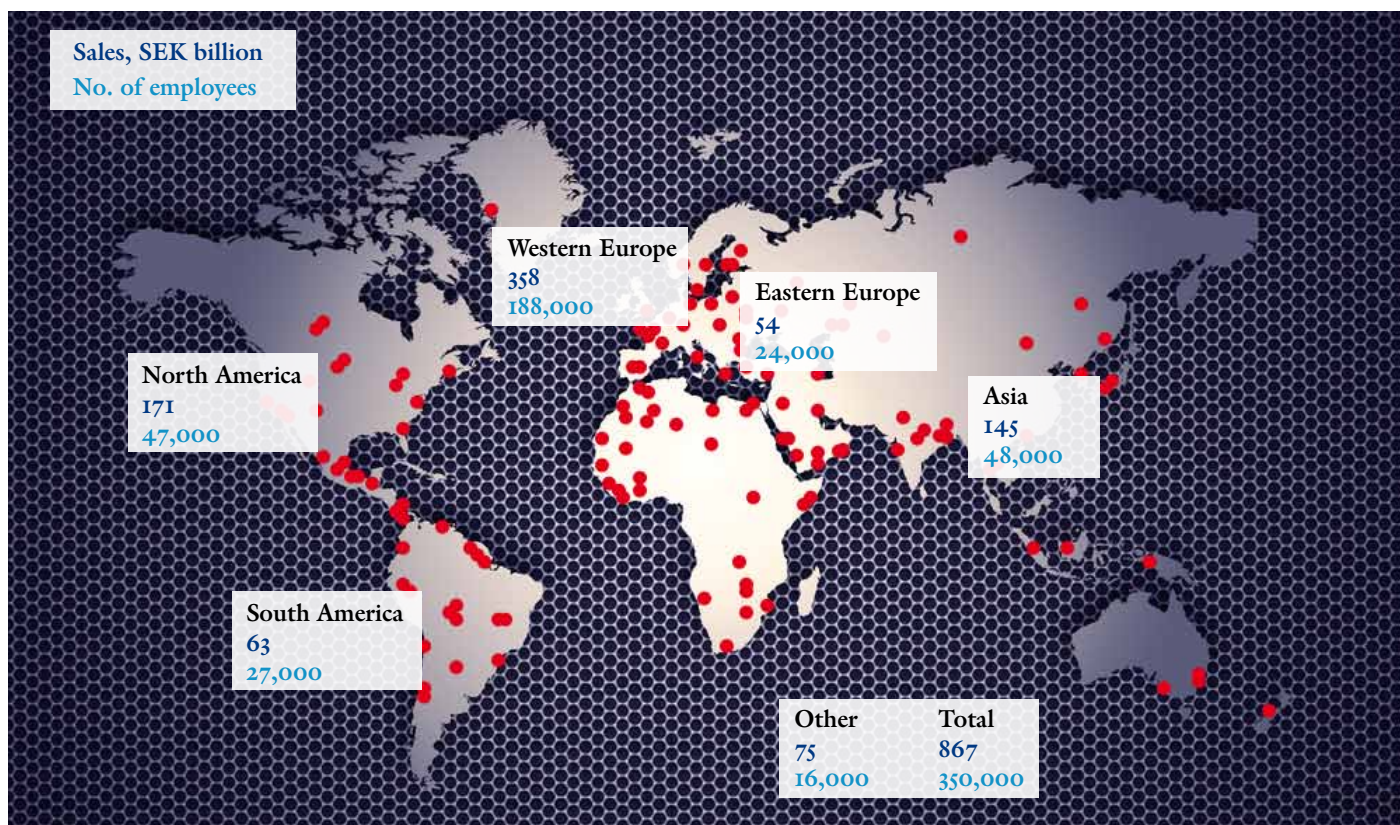 Sales, SEK billion
No. of employees
Western Europe
358
188,000
Eastern Europe
54
24,000
North America
171
47,000
Asia
145
48,000
South America
63
27,000
Other Total
75 867
16,000 350,000